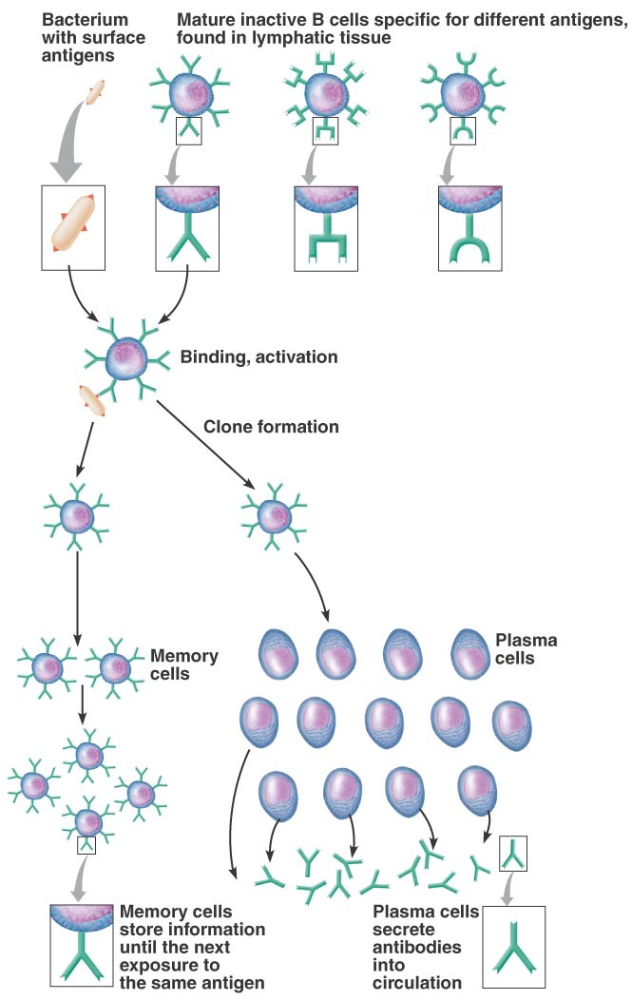 Bacterium
with surface
antigens
Mature inactive B cells specific for different antigens,
found in lymphatic tissue
Binding, activation
Clone formation
Memory
cells
Plasma
cells
Memory cells
store information
until the next
exposure to
the same antigen
Plasma cells
secrete
antibodies
into
circulation